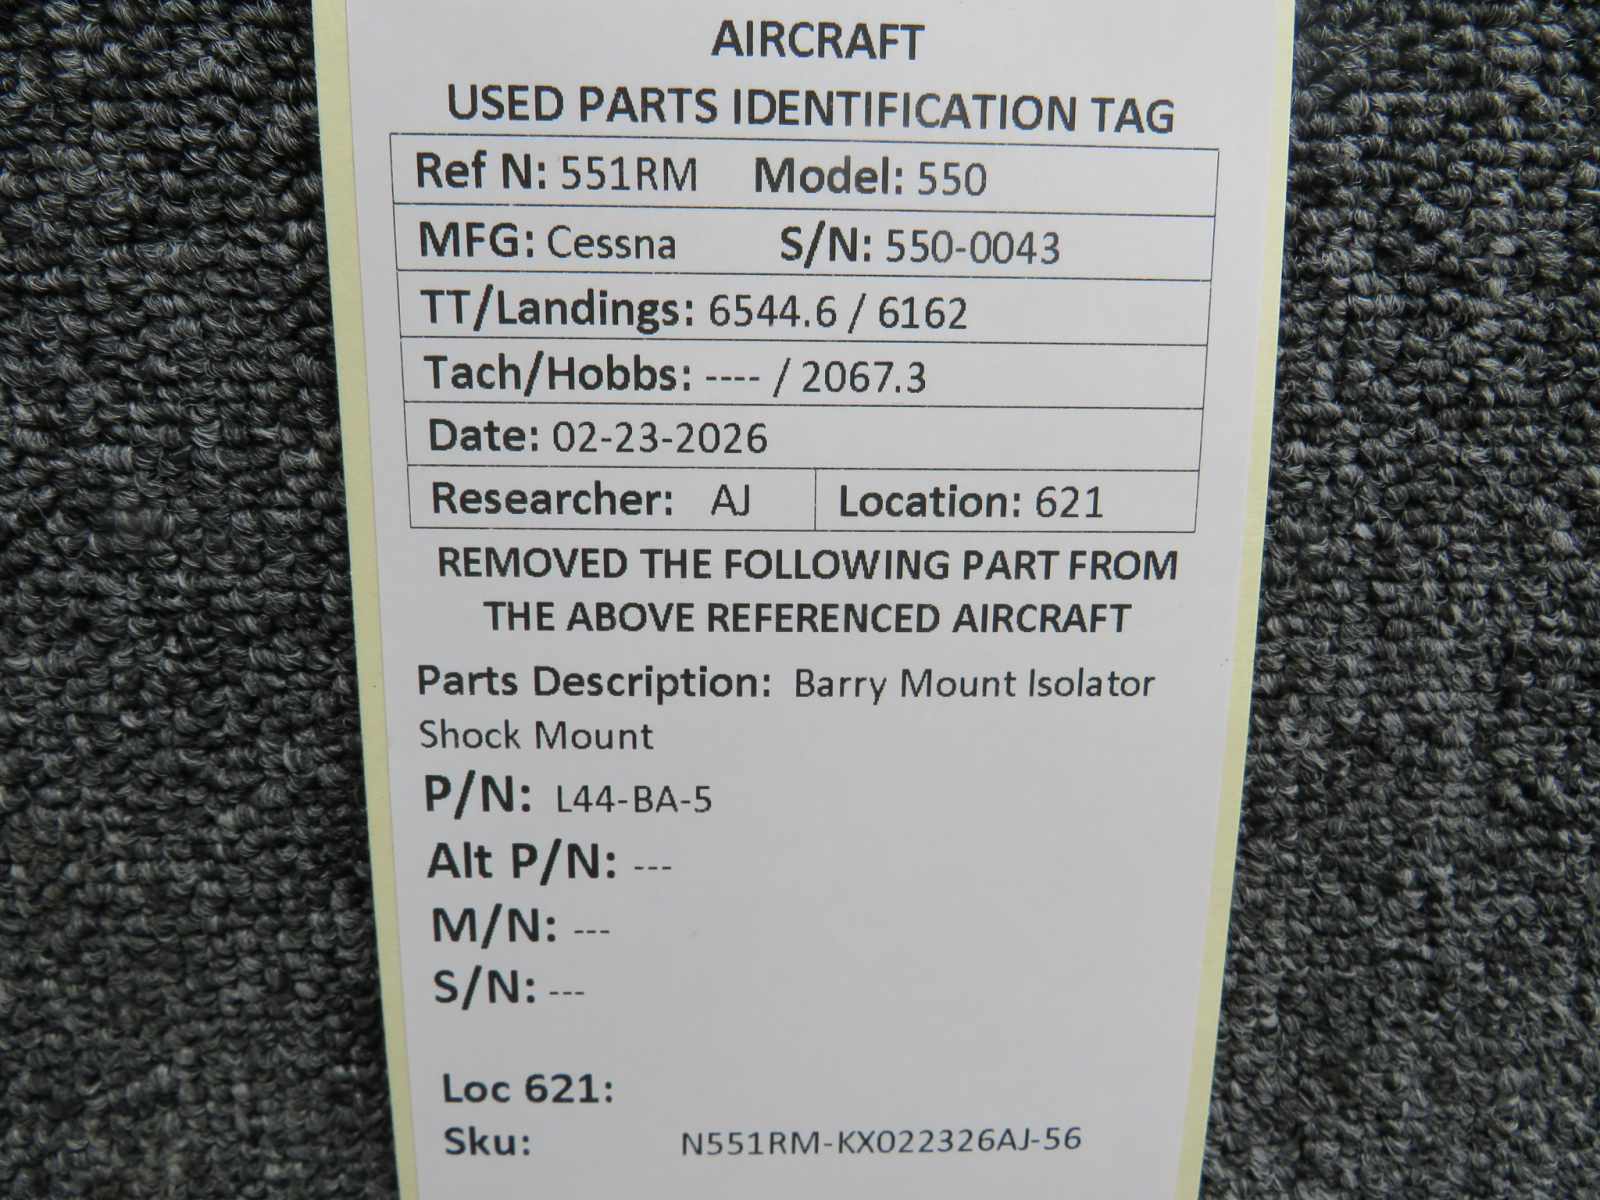 AIRCRAFT
USED PARTS IDENTIFICATION TAG
Ref N: 551RM Model: 550
MFG: Cessna S/N: 550-0043
TT/Landings: 6544.6 / 6162
Tach/Hobbs: ---- / 2067.3
Date: 02-23-2026
Researcher: AJ Location: 621
REMOVED THE FOLLOWING PART FROM
THE ABOVE REFERENCED AIRCRAFT
Parts Description: Barry Mount Isolator
Shock Mount
P/N: L44-BA-5
Alt P/N: ---
M/N: ---
S/N: ---
Loc 621:
Sku: N551RM-KX022326AJ-56